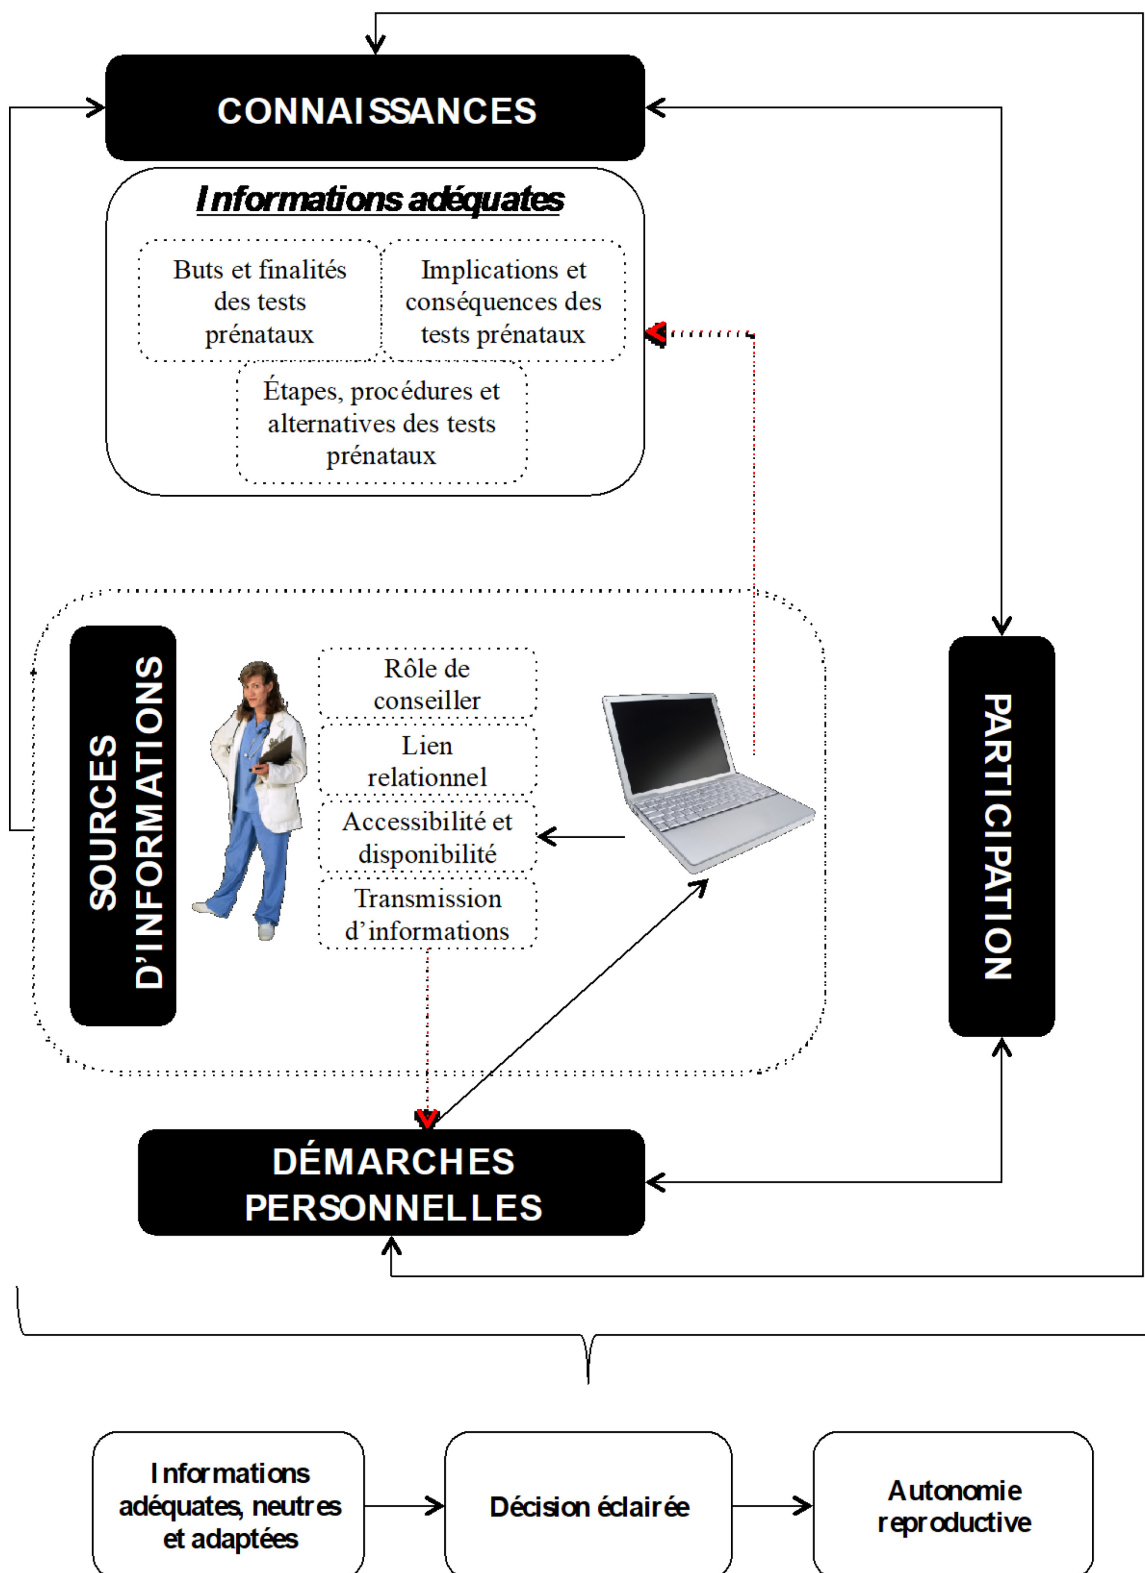 CONNAISSANCES
Informations adéquates
Buts et finalités
des tests
prénataux
Implications et
conséquences des
tests prénataux
Étapes, procédures et
alternatives des tests
prénataux
SOURCES
D'INFORMATIONS
Rôle de
conseiller
Lien
relationnel
Accessibilité et
disponibilité
Transmission
d'informations
PARTICIPATION
DÉMARCHES
PERSONNELLES
Informations
adéquates, neutres
et adaptées
Décision éclairée
Autonomie
reproductive